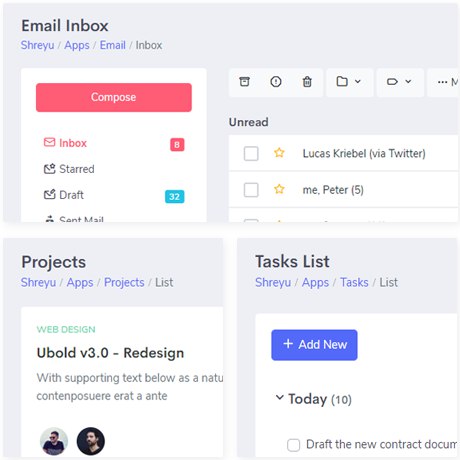 Email Inbox
Shreyu / Apps / Email / Inbox
Compose
Inbox 8
Starred
Draft 32
Sent Mail
Unread
Lucas Kriebel (via Twitter)
me, Peter (5)
Projects
Shreyu / Apps / Projects / List
WEB DESIGN
Ubold v3.0 - Redesign
With supporting text below as a natu
contenposuere erat a ante
Tasks List
Shreyu / Apps / Tasks / List
+ Add New
Today (10)
Draft the new contract docum